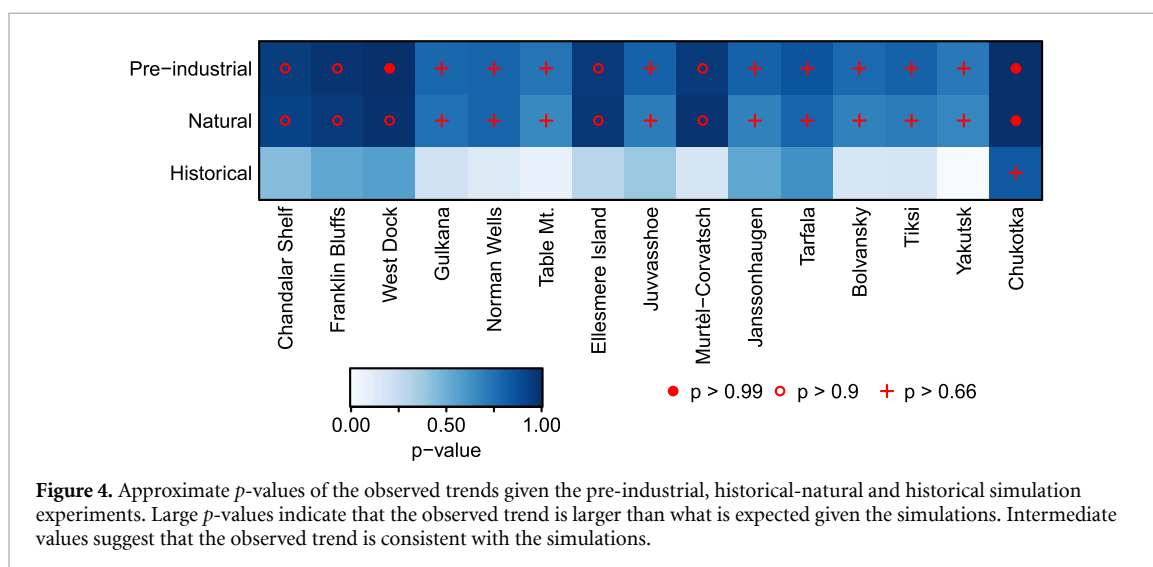 Pre−industrial
Natural
Historical
Chandalar Shelf
Franklin Bluffs
West Dock
Gulkana
Norman Wells
Table Mt.
Ellesmere Island
Juvvasshoe
Murtèl−Corvatsch
Janssonhaugen
Tarfala
Bolvansky
Tiksi
Yakutsk
Chukotka
0.00 0.50 1.00
p−value
p > 0.99 p > 0.9 p > 0.66
Figure 4. Approximate p-values of the observed trends given the pre-industrial, historical-natural and historical simulation
experiments. Large p-values indicate that the observed trend is larger than what is expected given the simulations. Intermediate
values suggest that the observed trend is consistent with the simulations.